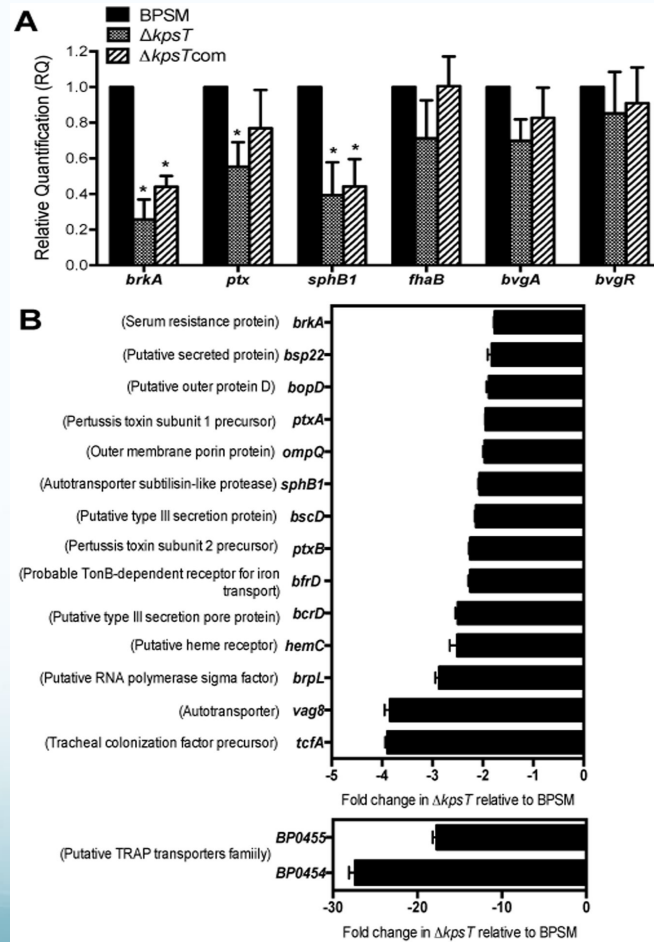 A
BPSM
ΔkpsT
ΔkpsTcom
Relative Quantification (RQ)
1.2
1.0
0.8
0.6
0.4
0.2
0.0
* * * * *
brkA ptx sphB1 fhaB bvgA bvgR
B
(Serum resistance protein) brkA
(Putative secreted protein) bsp22
(Putative outer protein D) bopD
(Pertussis toxin subunit 1 precursor) ptxA
(Outer membrane porin protein) ompQ
(Autotransporter subtilisin-like protease) sphB1
(Putative type III secretion protein) bscD
(Pertussis toxin subunit 2 precursor) ptxB
(Probable TonB-dependent receptor for iron
transport) bfrD
(Putative type III secretion pore protein) bcrD
(Putative heme receptor) hemC
(Putative RNA polymerase sigma factor) brpL
(Autotransporter) vag8
(Tracheal colonization factor precursor) tcfA
-5 -4 -3 -2 -1 0
Fold change in ΔkpsT relative to BPSM
(Putative TRAP transporters famiily)
BP0455
BP0454
-30 -20 -10 0
Fold change in ΔkpsT relative to BPSM